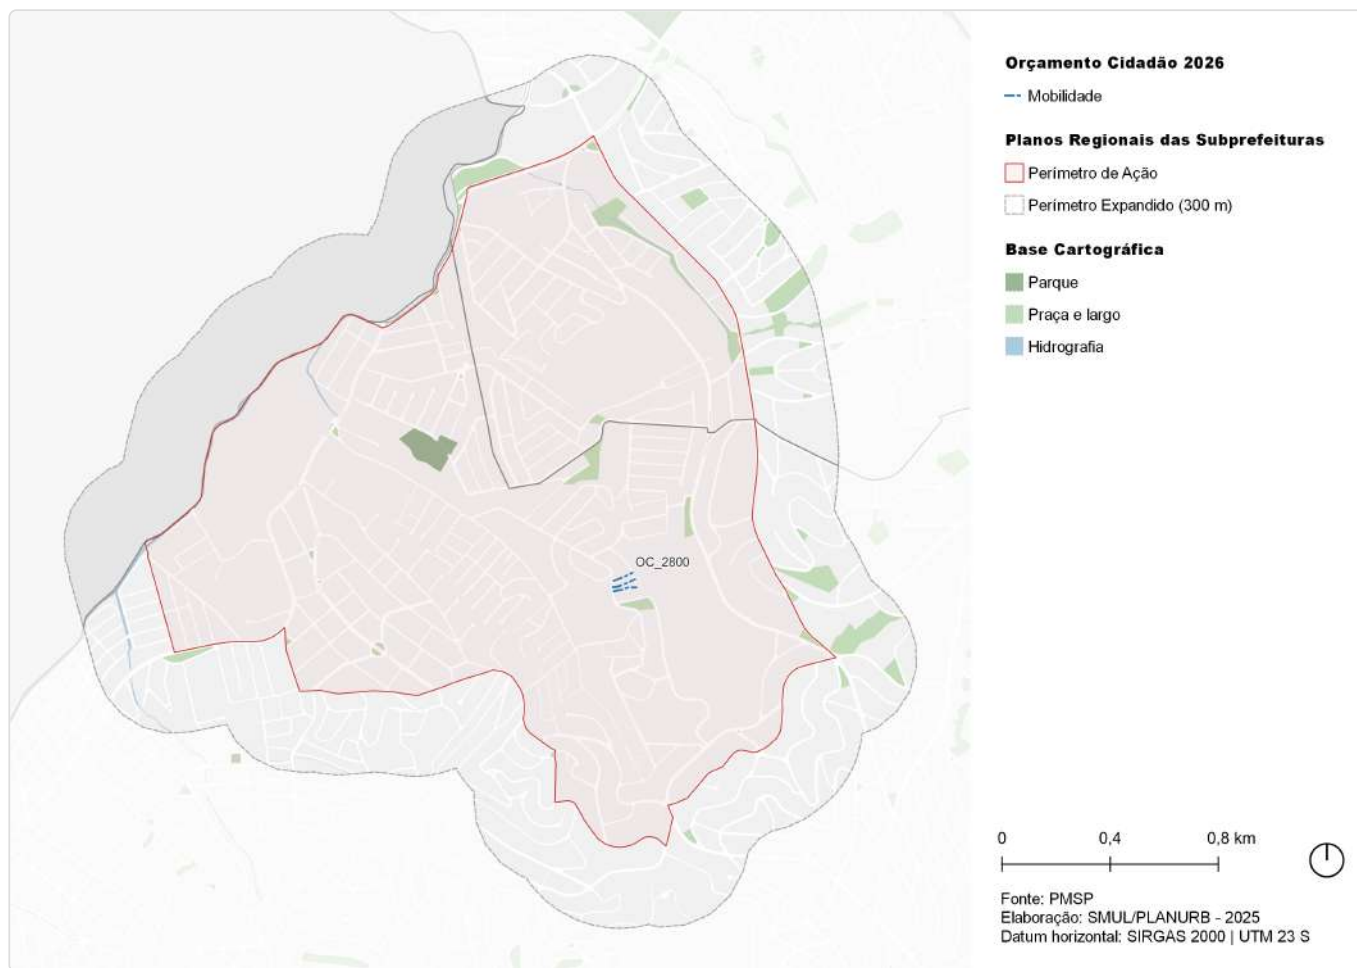 Orçamento Cidadão 2026
Mobilidade
Planos Regionais das Subprefeituras
Perímetro de Ação
Perímetro Expandido (300 m)
Base Cartográfica
Parque
Praça e largo
Hidrografia
OC_2800
0 0,4 0,8 km
Fonte: PMSP
Elaboração: SMUL/PLANURB - 2025
Datum horizontal: SIRGAS 2000 | UTM 23 S